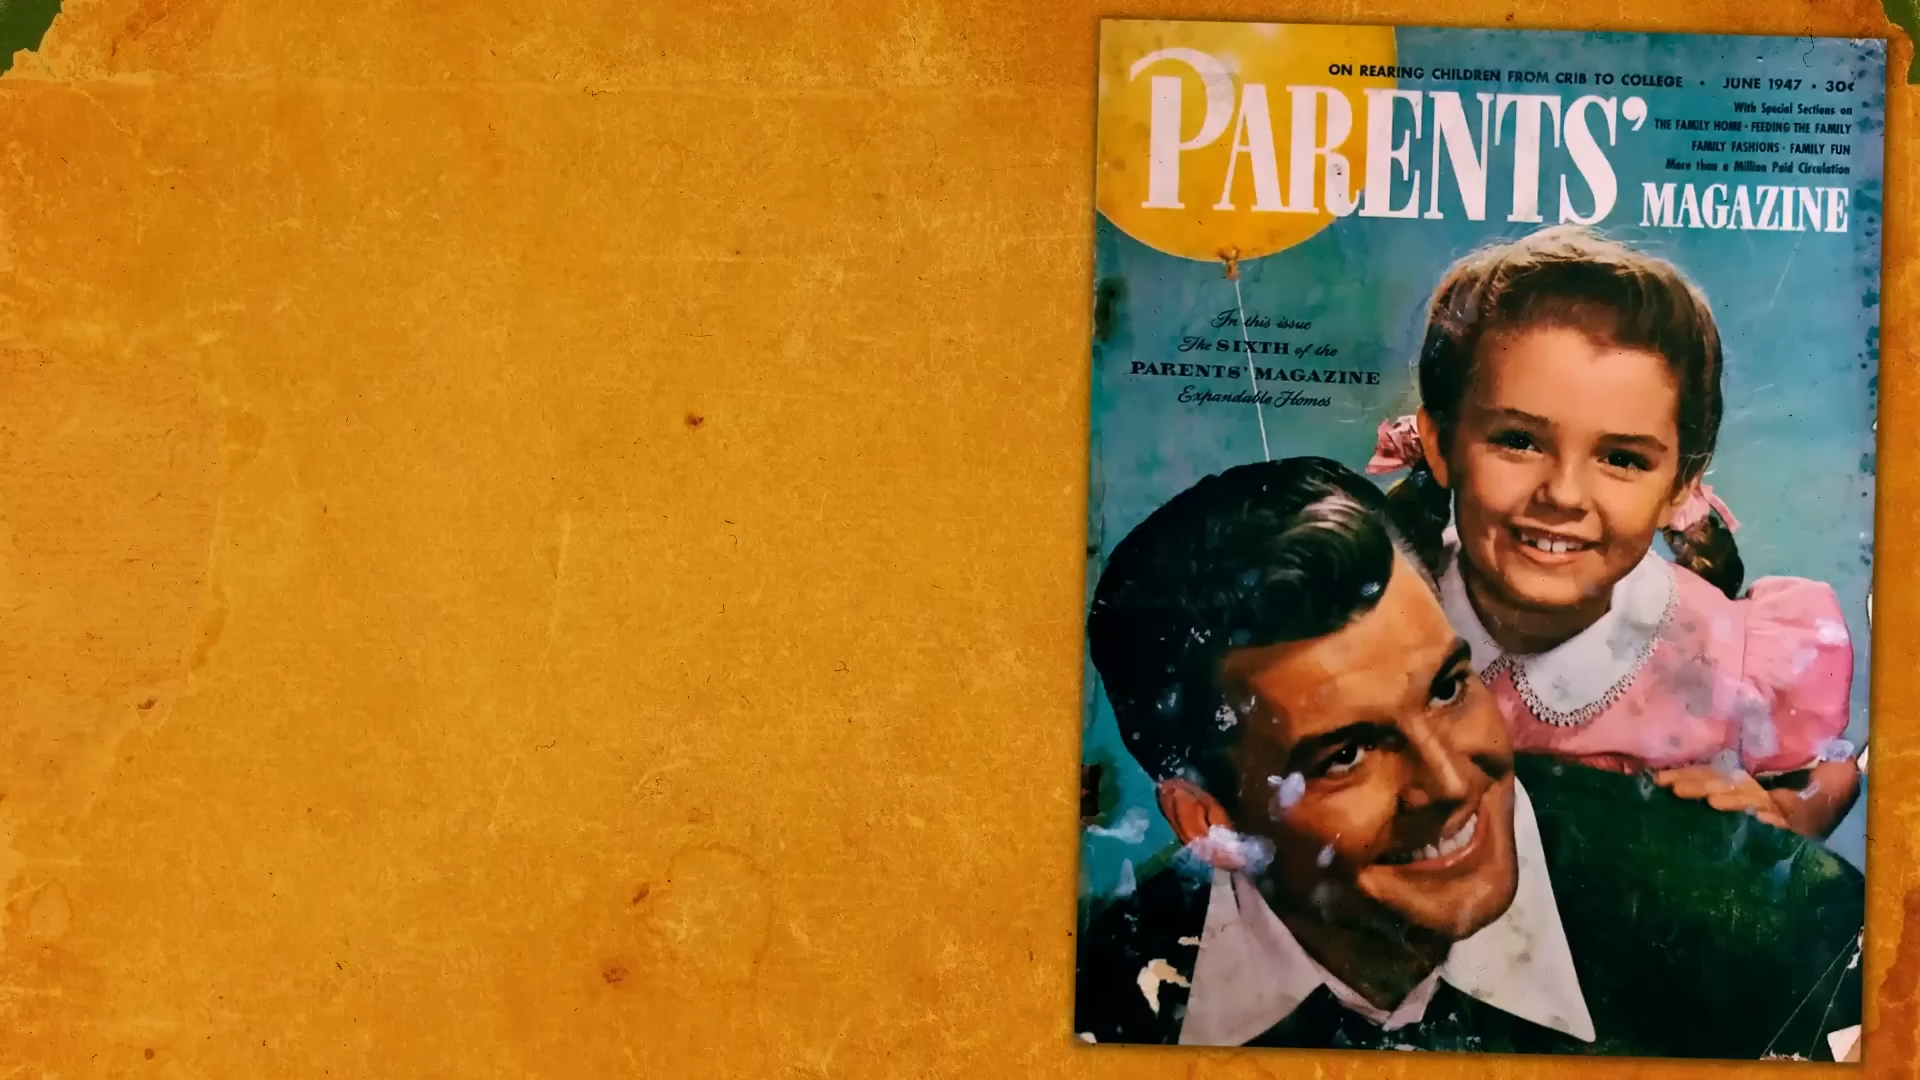 ON REARING CHILDREN FROM CRIB TO COLLEGE • JUNE 1947 • 30¢
PARENTS'
MAGAZINE
With Special Sections on
THE FAMILY HOME • FEEDING THE FAMILY
FAMILY FASHIONS • FAMILY FUN
More than a Million Paid Circulation
In this issue
The SIXTH of the
PARENTS' MAGAZINE
Expandable Homes